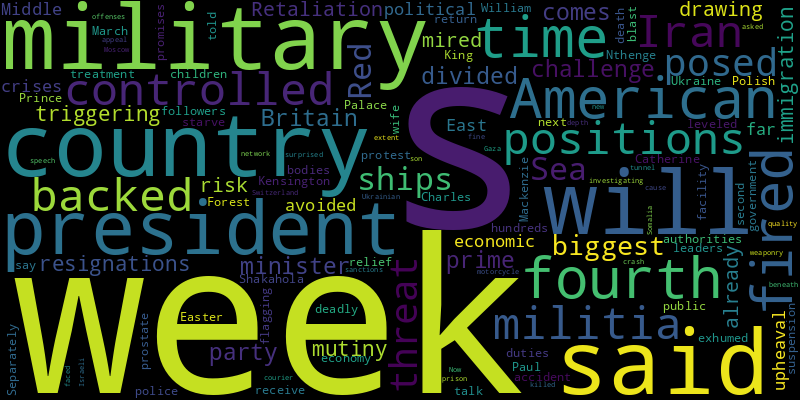 Middle
offenses
military
Retaliation
political
William
comes
drawing
March
told
promises
return
time
death
blast
Iran
immigration
appeal
Moscow
mired
King
Nthenge
asked
treatment
children
Red
divided
challenge
posed
crises
controlled
Ukraine
Polish
Prince
Palace
American
triggering
followers
starve
Britain
wife
S
East
next
new
depth
leveled
far
country
positions
fine
speech
network
surprised
extent
protest
son
Gaza
Sea
Catherine
tunnel
backed
risk
Kensington
bodies
ships
will
investigating
fired
Switzerland
Forest
avoided
Ukrainian
Charles
Mackenzie
cause
facility
second
government
president
hundreds
Somalia
quality
economic
biggest
authorities
leaders
weaponry
say
resignations
minister
relief
sanctions
prime
crash
motorcycle
fourth
already
beneath
Shakahola
week
threat
Easter
flagging
deadly
militia
public
exhumed
upheaval
suspension
Separately
prostate
party
mutiny
economy
duties
said
faced
Israeli
police
courier
receive
Now
prison
talk
Paul
accident
killed